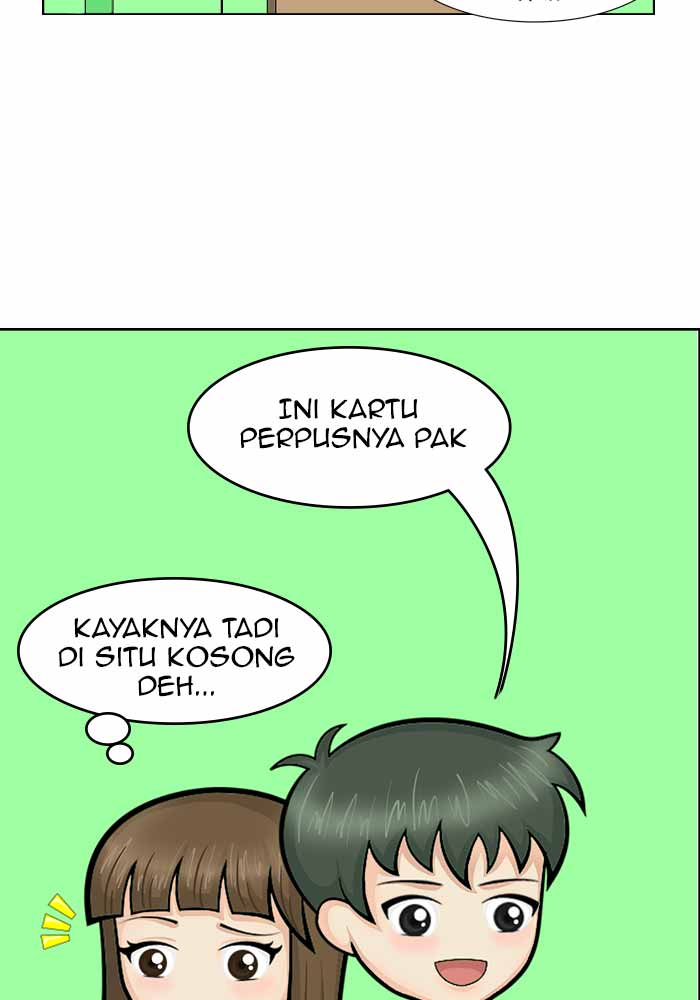 INI KARTU
PERPUSNYA PAK
KAYAKNYA TADI
DI SITU KOSONG
DEH...